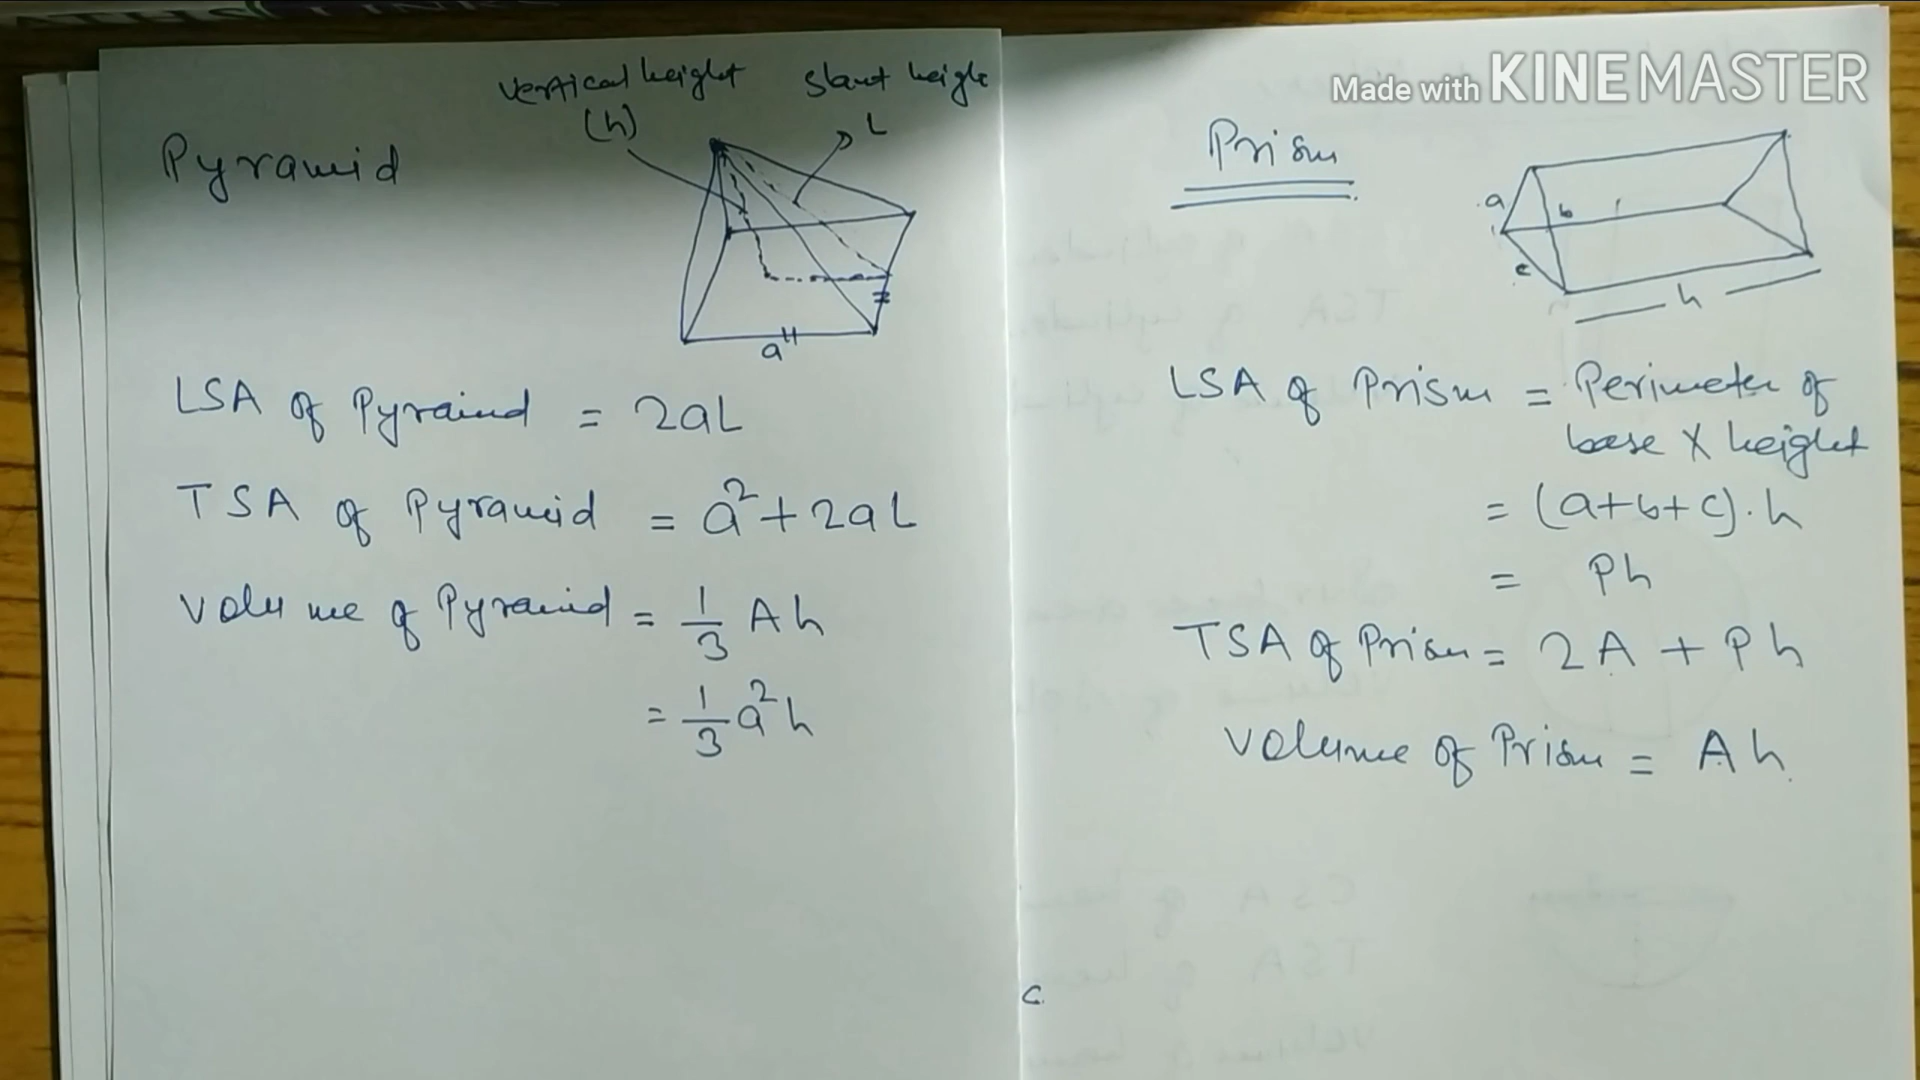 Made with KINEMASTER
vertical height slant heigh
(h) L
Pyramid
a
LSA of Pyramid = 2aL
TSA of Pyramid = a² + 2aL
Volume of Pyramid = 1/3 Ah
= 1/3 a²h
Prism
a b
c
h
LSA of Prism = Perimeter of
base X height
= (a+b+c).h
= Ph
TSA of Prism = 2A + Ph
Volume of Prism = Ah
c